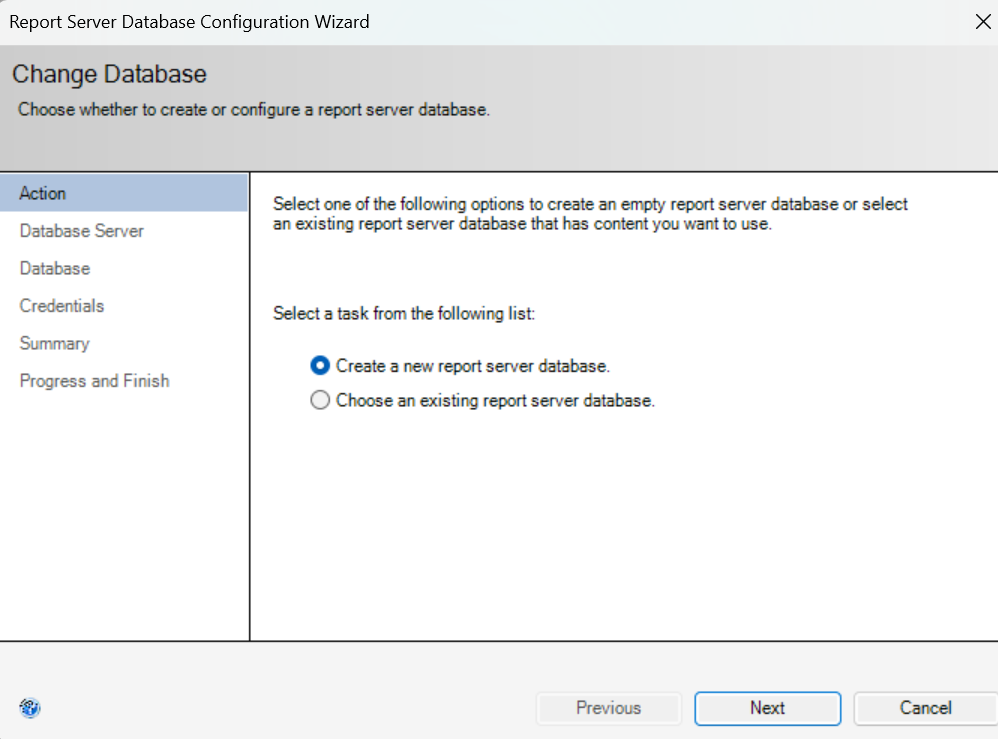 Report Server Database Configuration Wizard
Change Database
Choose whether to create or configure a report server database.
Action
Database Server
Database
Credentials
Summary
Progress and Finish
Select one of the following options to create an empty report server database or select
an existing report server database that has content you want to use.
Select a task from the following list:
Create a new report server database.
Choose an existing report server database.
Previous
Next
Cancel